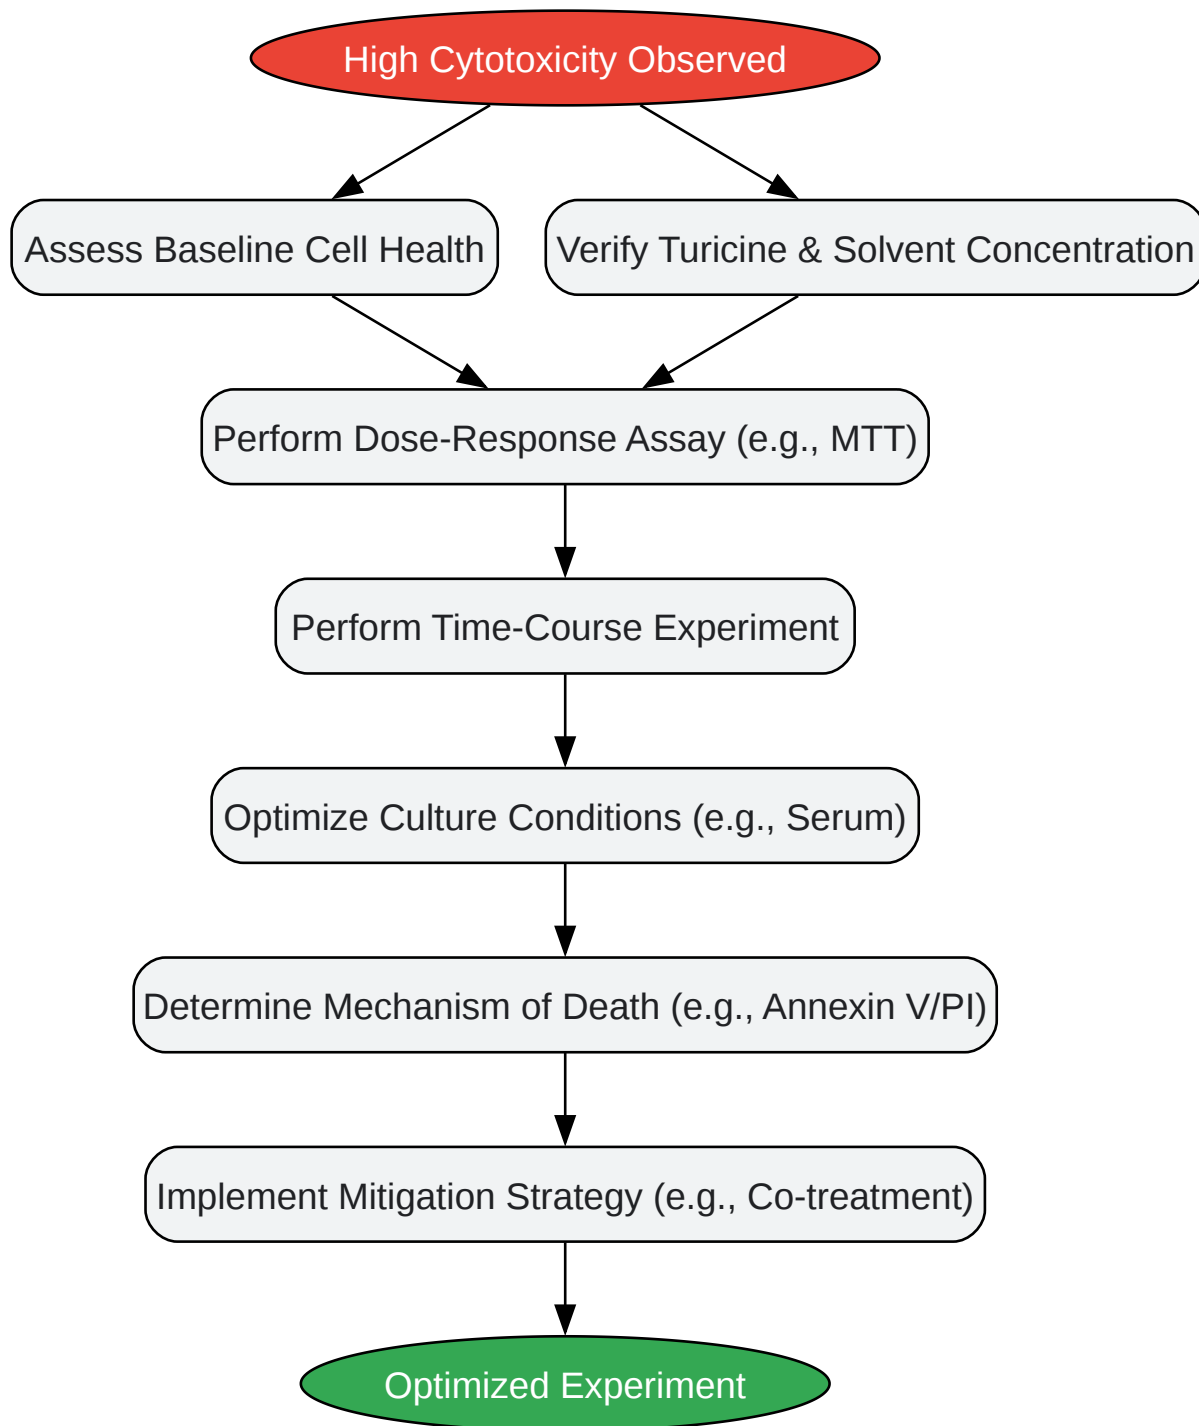 High Cytotoxicity Observed
Assess Baseline Cell Health
Verify Turicine & Solvent Concentration
Perform Dose-Response Assay (e.g., MTT)
Perform Time-Course Experiment
Optimize Culture Conditions (e.g., Serum)
Determine Mechanism of Death (e.g., Annexin V/PI)
Implement Mitigation Strategy (e.g., Co-treatment)
Optimized Experiment